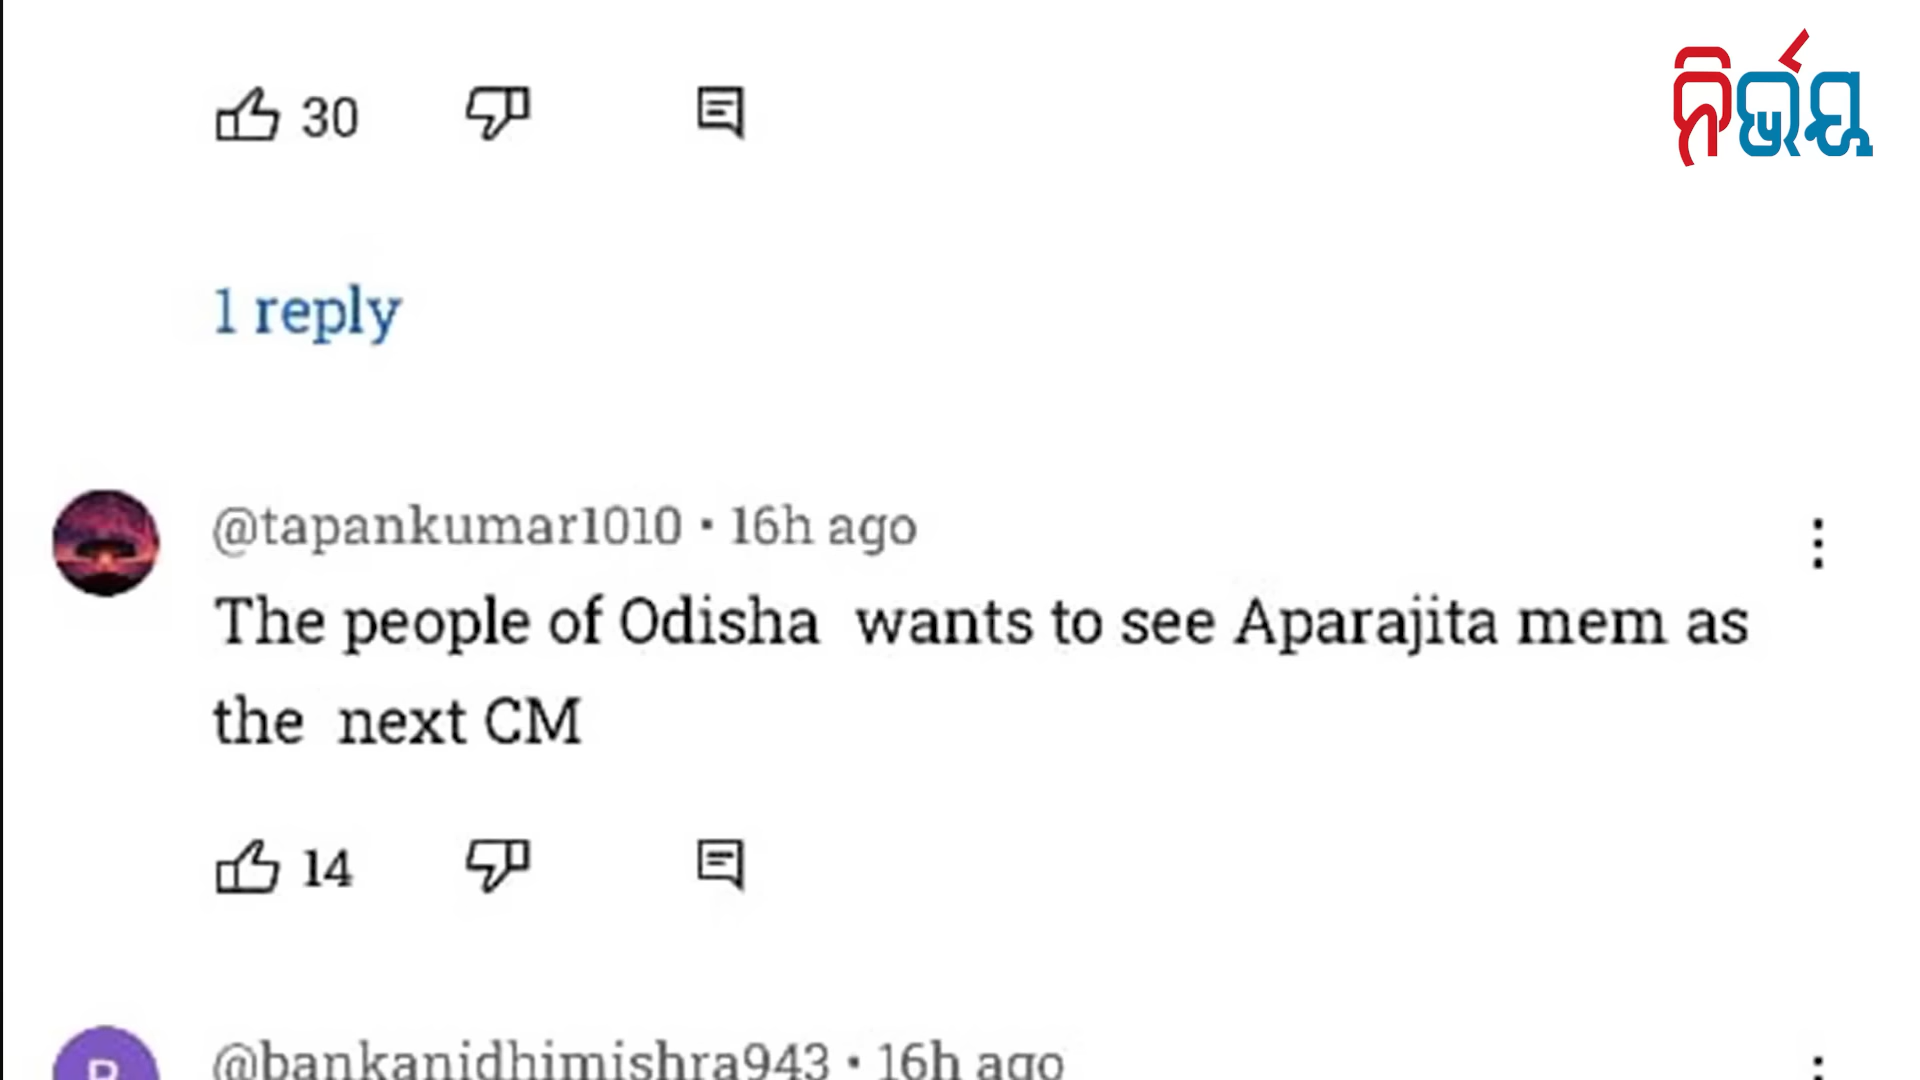 ନିର୍ଭୟ
30
1 reply
@tapankumar1010 • 16h ago
The people of Odisha  wants to see Aparajita mem as
the  next CM
14
@bankanidhimishra943 • 16h ago